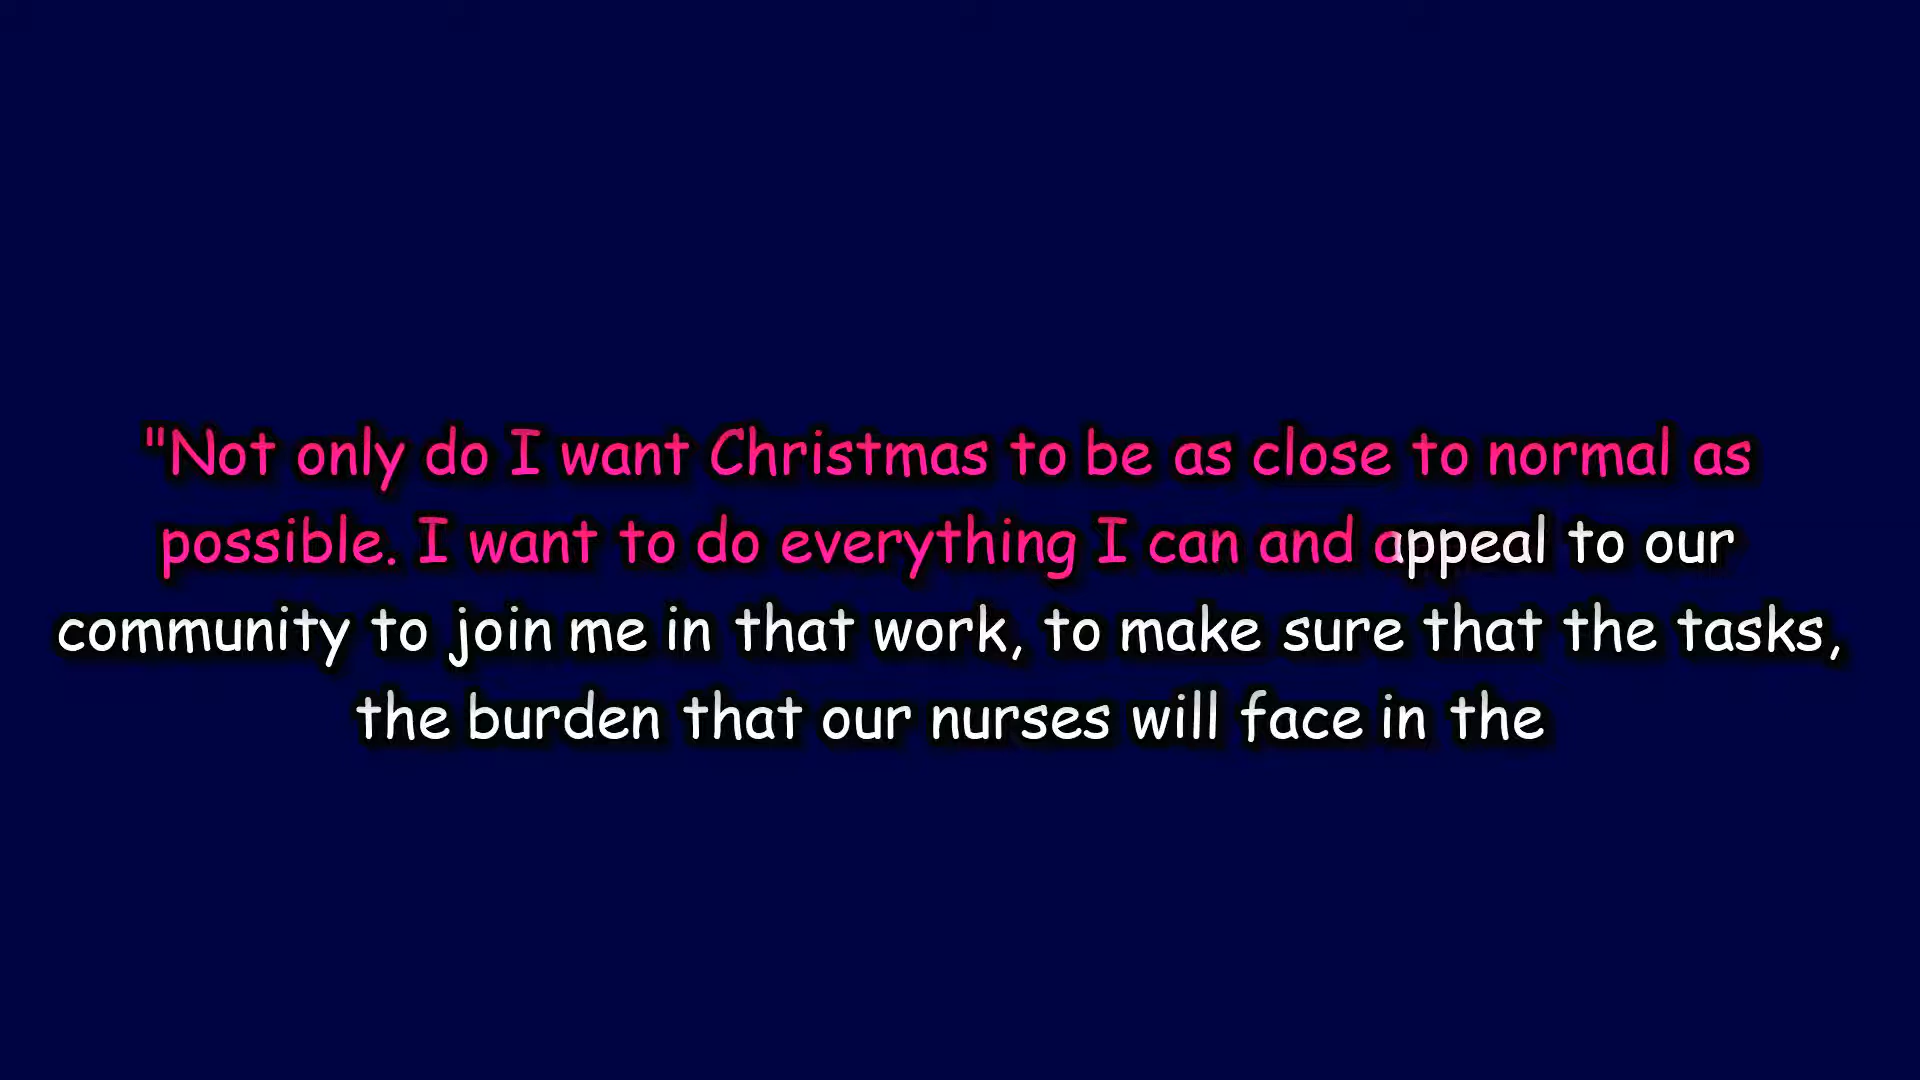 "Not only do I want Christmas to be as close to normal as
possible. I want to do everything I can and appeal to our
community to join me in that work, to make sure that the tasks,
the burden that our nurses will face in the